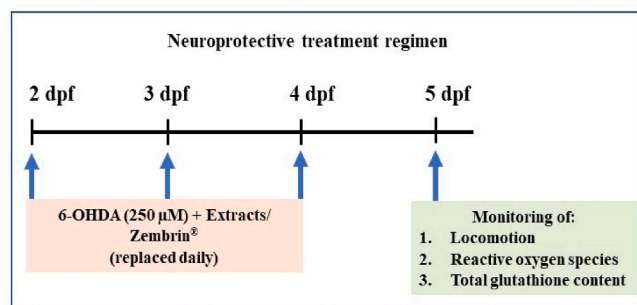 Neuroprotective treatment regimen
2 dpf 3 dpf 4 dpf 5 dpf
6-OHDA (250 μM) + Extracts/
Zembrin®
(replaced daily)
Monitoring of:
1. Locomotion
2. Reactive oxygen species
3. Total glutathione content